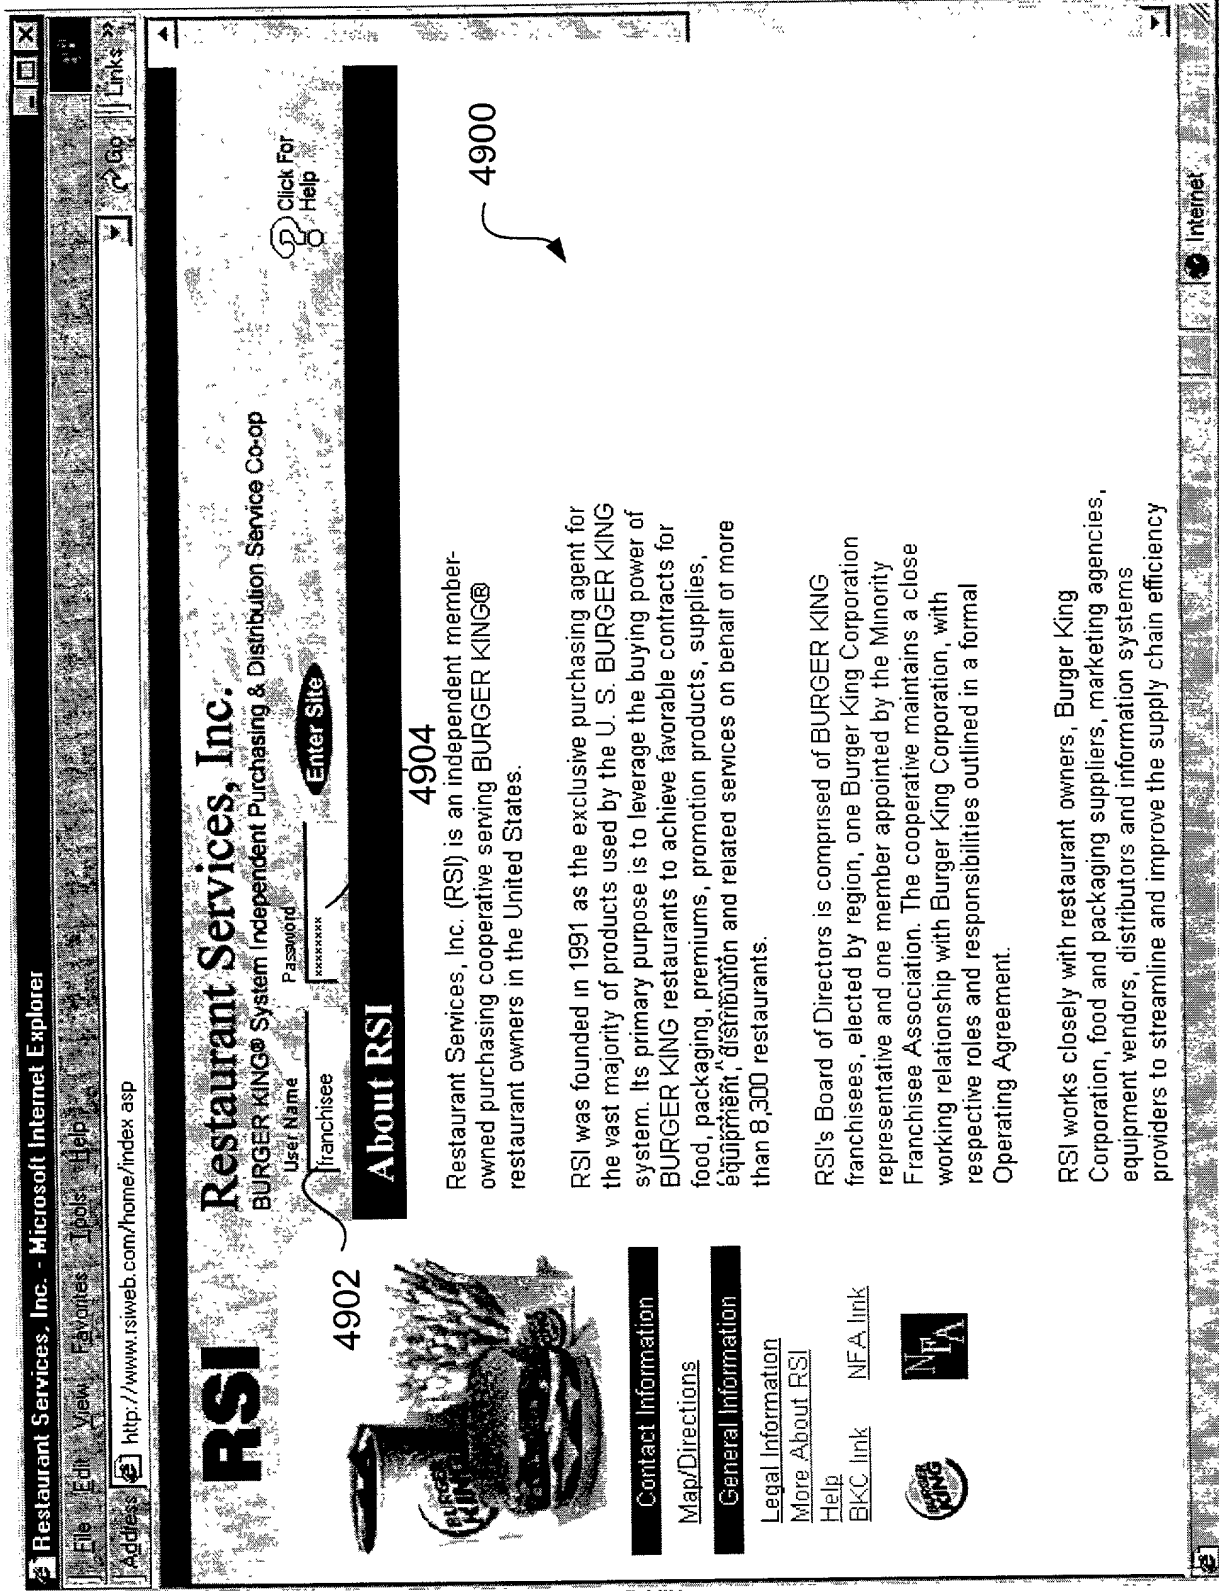 Restaurant Services, Inc. - Microsoft Internet Explorer
File Edit View Favorites Tools Help
Address http://www.rsiweb.com/home/index asp Go Links »
RSI
Restaurant Services, Inc.
BURGER KING® System Independent Purchasing & Distribution Service Co-op
User Name Password
franchisee ******** Enter Site
Click For
Help
4902
4904
4900
About RSI
BURGER KING
Contact Information
Map/Directions
General Information
Legal Information
More About RSI
Help
BKC link NFA link
BURGER KING
NFA
Restaurant Services, Inc. (RSI) is an independent member-
owned purchasing cooperative serving BURGER KING®
restaurant owners in the United States.
RSI was founded in 1991 as the exclusive purchasing agent for
the vast majority of products used by the U. S. BURGER KING
system. Its primary purpose is to leverage the buying power of
BURGER KING restaurants to achieve favorable contracts for
food, packaging, premiums, promotion products, supplies,
equipment, distribution and related services on behalf of more
than 8,300 restaurants.
RSI's Board of Directors is comprised of BURGER KING
franchisees, elected by region, one Burger King Corporation
representative and one member appointed by the Minority
Franchisee Association. The cooperative maintains a close
working relationship with Burger King Corporation, with
respective roles and responsibilities outlined in a formal
Operating Agreement.
RSI works closely with restaurant owners, Burger King
Corporation, food and packaging suppliers, marketing agencies,
equipment vendors, distributors and information systems
providers to streamline and improve the supply chain efficiency
Internet